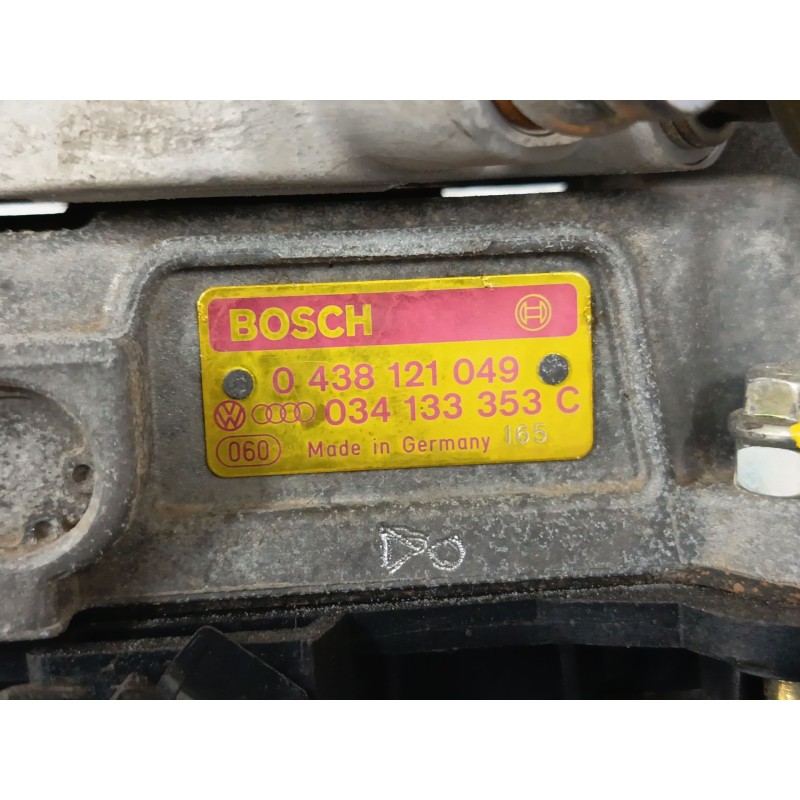 BOSCH
0 438 121 049
034 133 353 C
060 Made in Germany 165